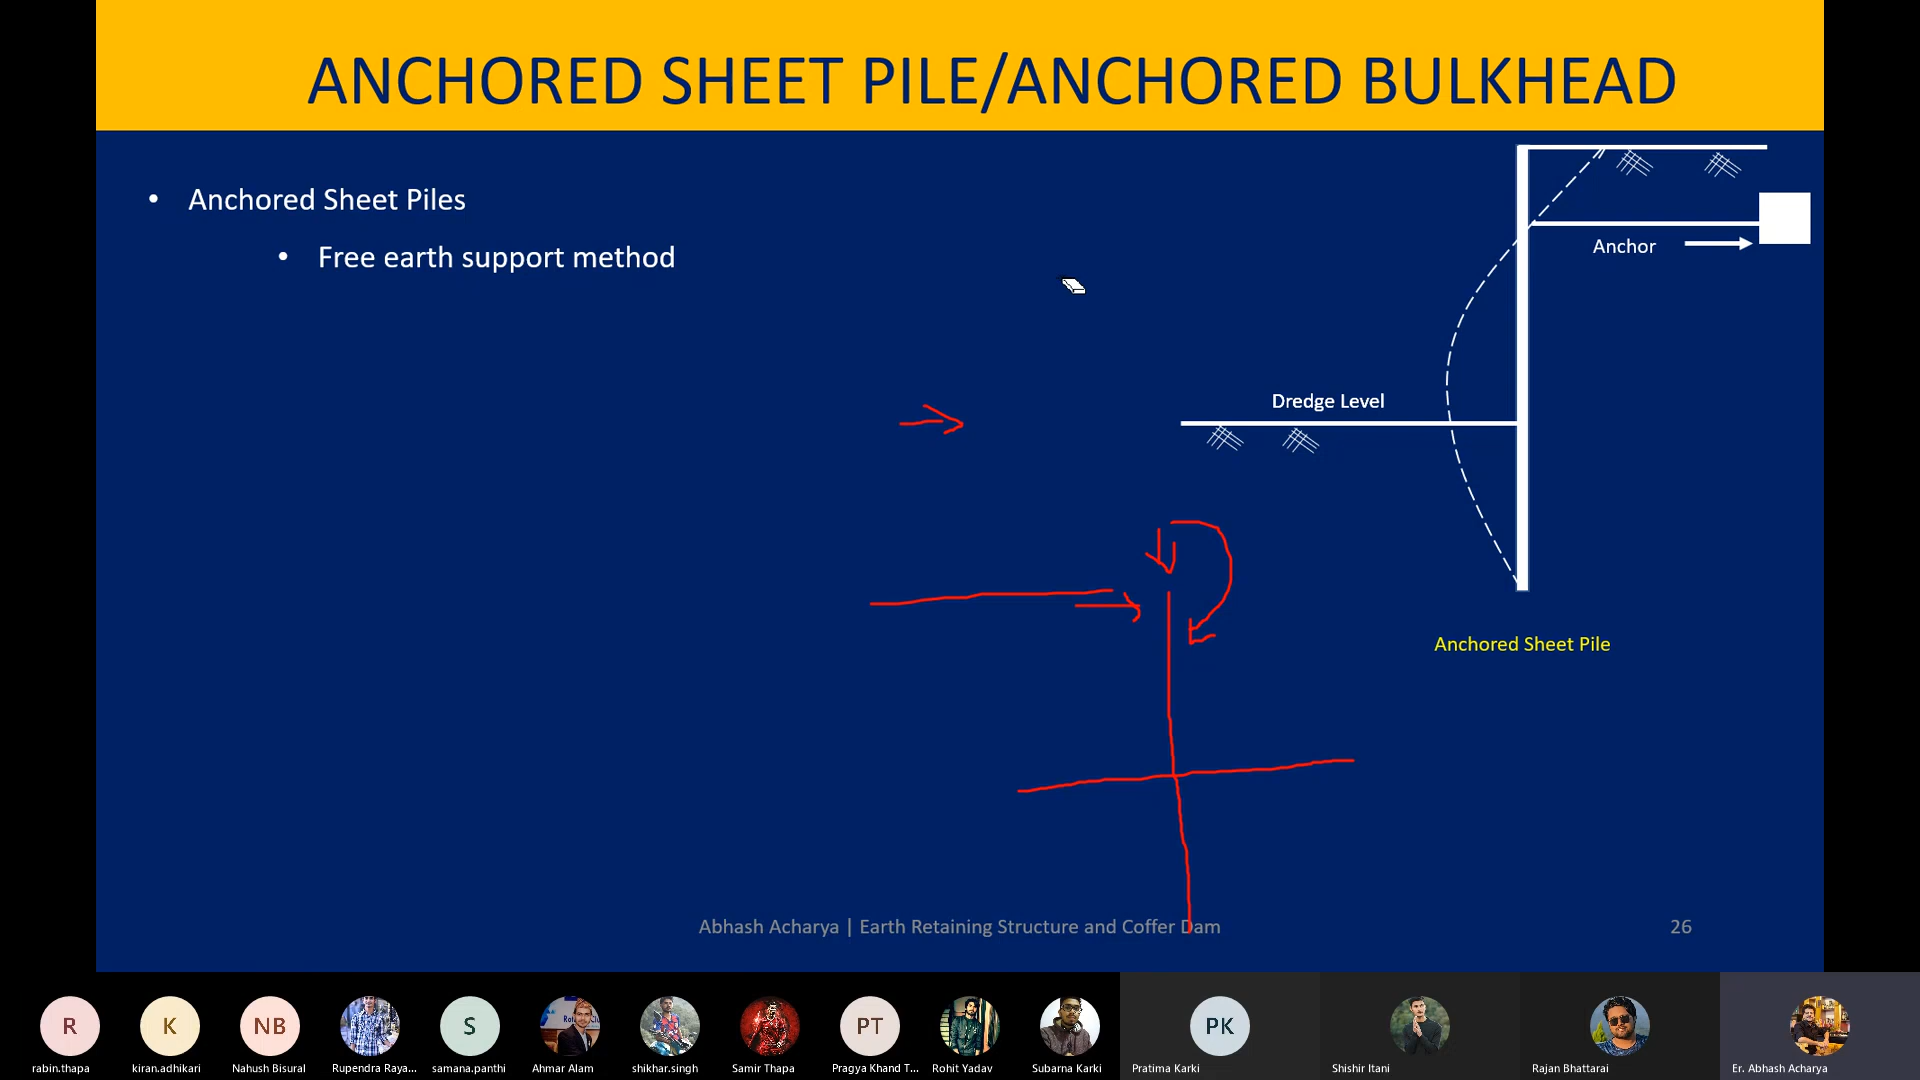 ANCHORED SHEET PILE/ANCHORED BULKHEAD
• Anchored Sheet Piles
• Free earth support method
Anchor
Dredge Level
Anchored Sheet Pile
Abhash Acharya | Earth Retaining Structure and Coffer Dam
26
R
K
NB
S
PT
PK
rabin.thapa
kiran.adhikari
Nahush Bisural
Rupendra Raya...
samana.panthi
Ahmar Alam
shikhar.singh
Samir Thapa
Pragya Khand T...
Rohit Yadav
Subarna Karki
Pratima Karki
Shishir Itani
Rajan Bhattarai
Er. Abhash Acharya